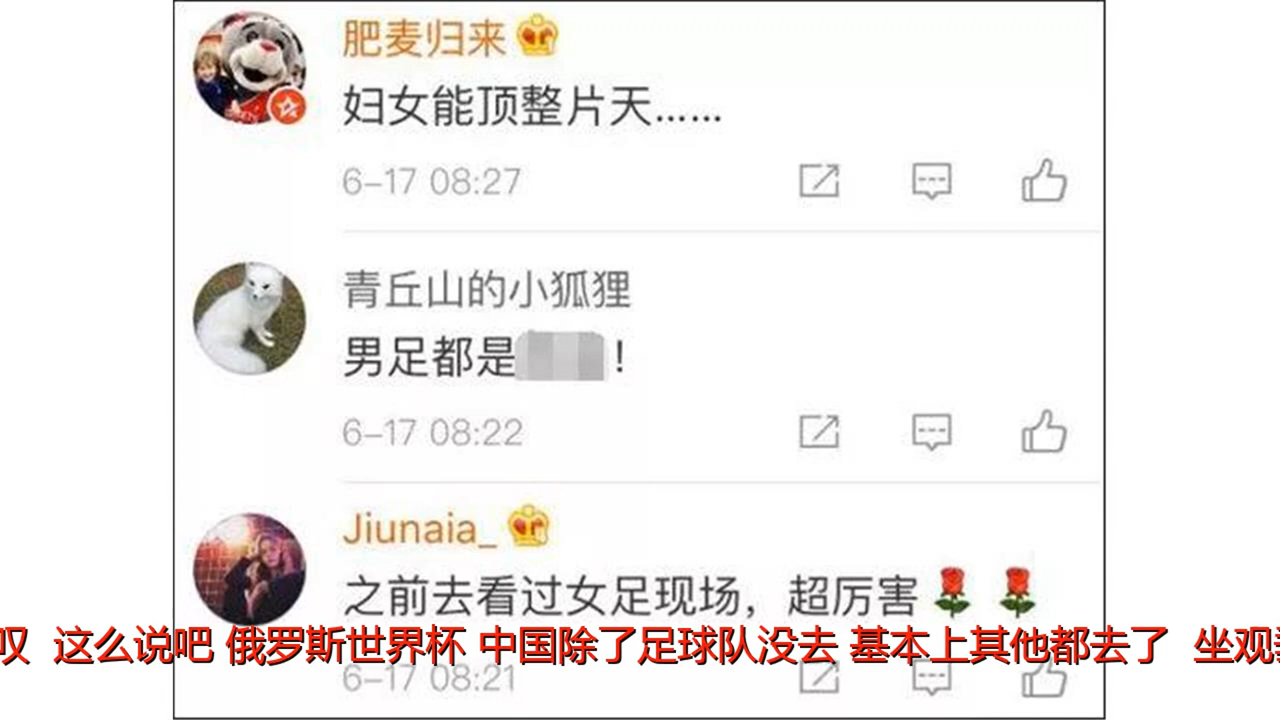 肥麦归来
妇女能顶整片天……
6-17 08:27
青丘山的小狐狸
男足都是 !
6-17 08:22
Jiunaia_
之前去看过女足现场，超厉害
叹 这么说吧 俄罗斯世界杯 中国除了足球队没去 基本上其他都去了 坐观
6-17 08:21